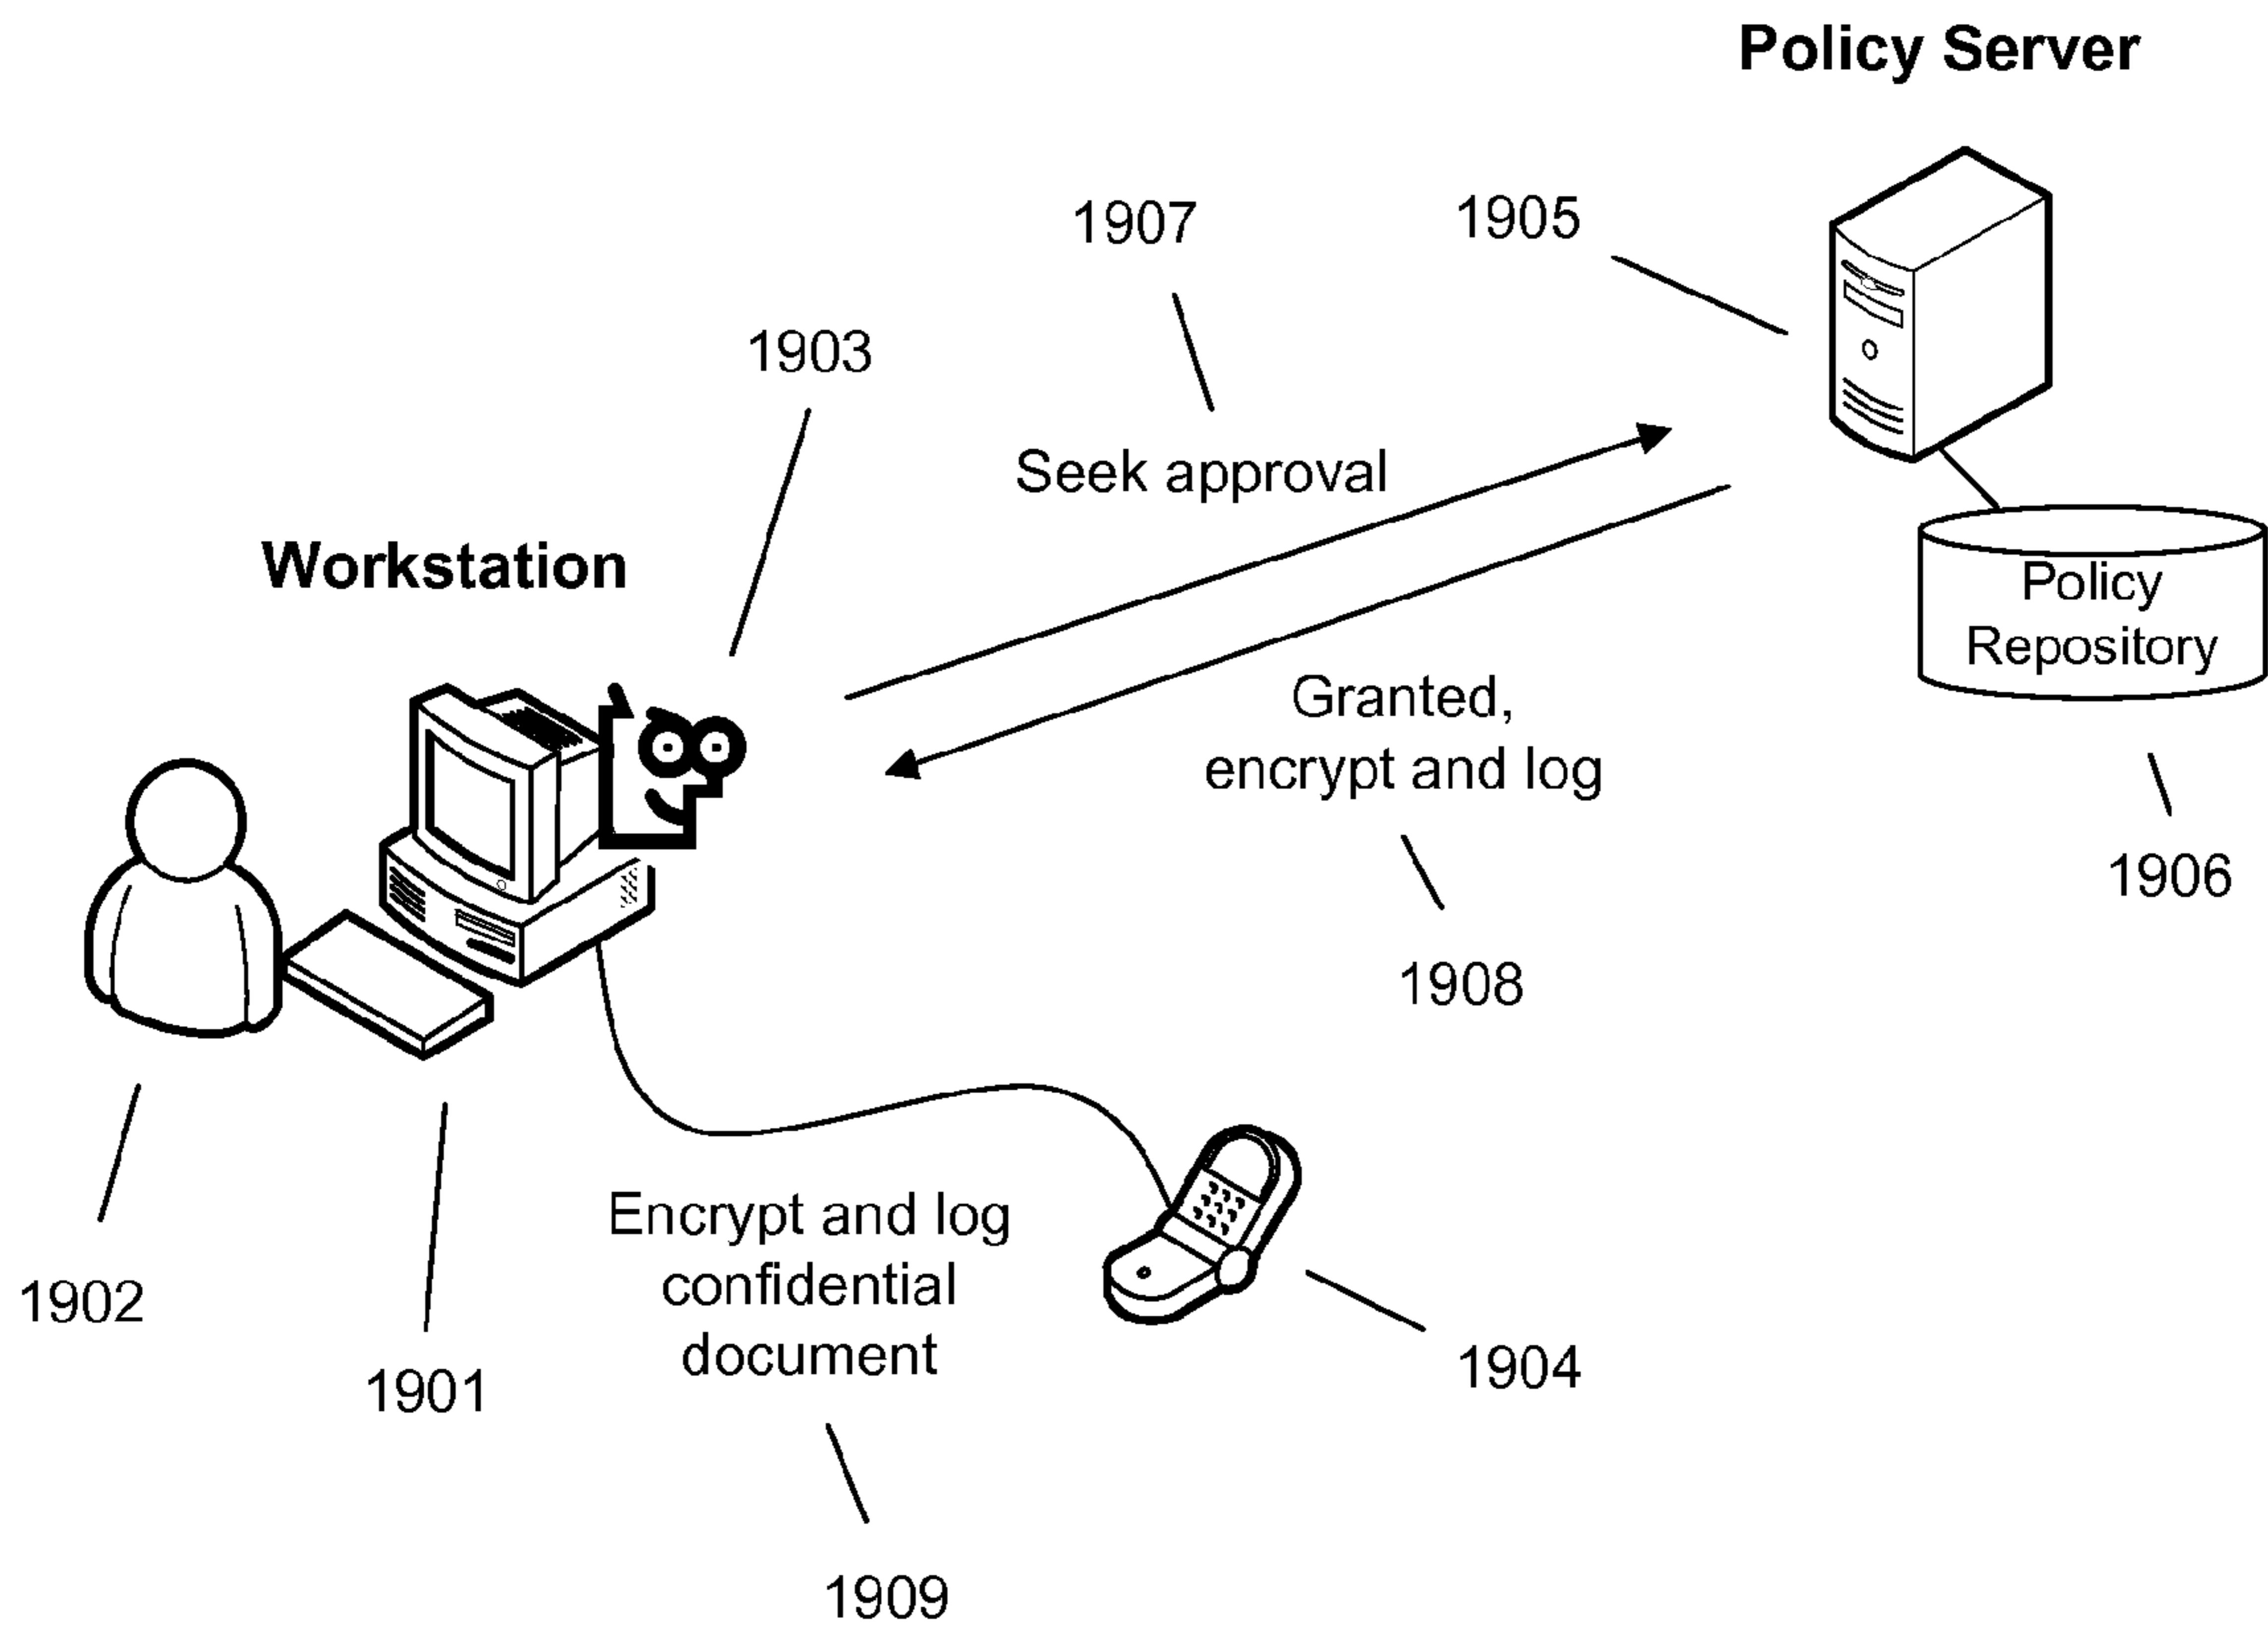 Policy Server
1907
1905
1903
Seek approval
Workstation
Policy
Repository
Granted,
encrypt and log
1906
1908
Encrypt and log
confidential
document
1902
1901
1904
1909